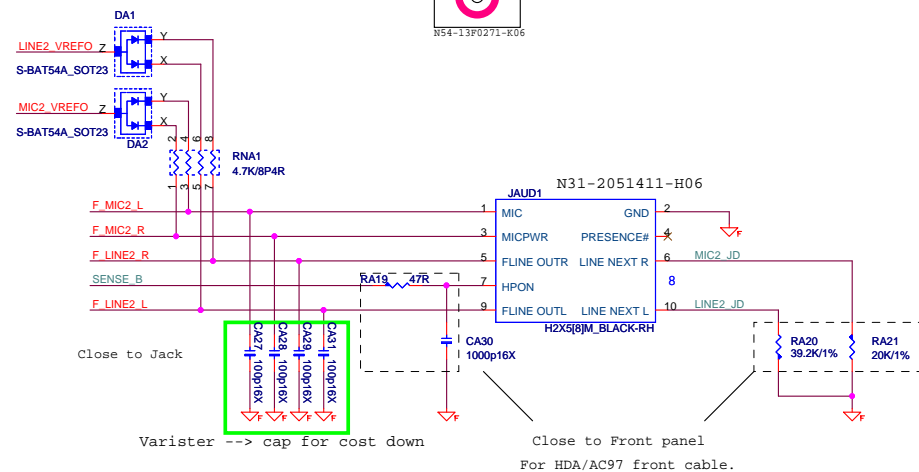 DA1
N54-13F0271-K06
LINE2_VREFO Z
Y
X
S-BAT54A_SOT23
MIC2_VREFO Z
Y
X
S-BAT54A_SOT23
DA2
2 4 6 8
RNA1
4.7K/8P4R
1 3 5 7
N31-2051411-H06
JAUD1
F_MIC2_L 1 MIC GND 2
F_MIC2_R 3 MICPWR PRESENCE# 4
F_LINE2_R 5 FLINE OUTR LINE NEXT R 6 MIC2_JD
SENSE_B RA19 47R 7 HPON 8
F_LINE2_L 9 FLINE OUTL LINE NEXT L 10 LINE2_JD
H2X5[8]M_BLACK-RH
CA27 100p16X
CA28 100p16X
CA29 100p16X
CA31 100p16X
CA30
1000p16X
RA20
39.2K/1%
RA21
20K/1%
Close to Jack
F F F F F F F
Varister --> cap for cost down
Close to Front panel
For HDA/AC97 front cable.